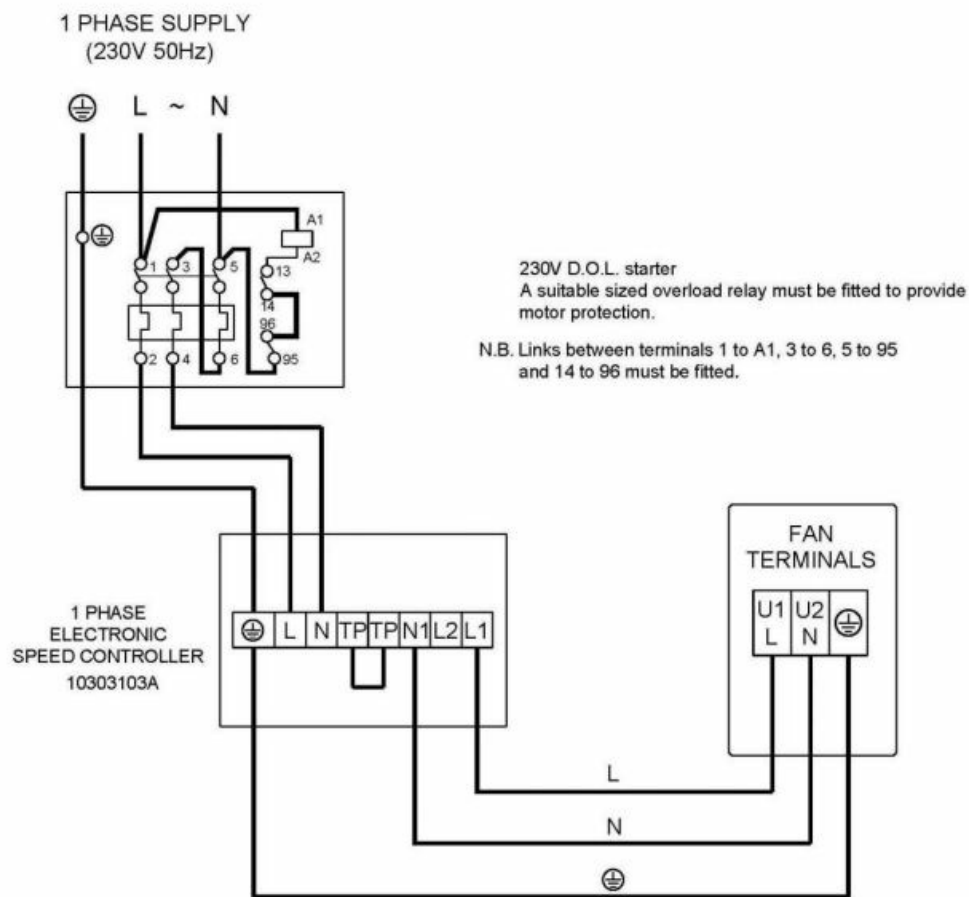 1 PHASE SUPPLY
(230V 50Hz)
L ~ N
A1
A2
1 3 5 13
14
96
2 4 6 95
230V D.O.L. starter
A suitable sized overload relay must be fitted to provide
motor protection.
N.B. Links between terminals 1 to A1, 3 to 6, 5 to 95
and 14 to 96 must be fitted.
1 PHASE
ELECTRONIC
SPEED CONTROLLER
10303103A
L N TP TP N1 L2 L1
FAN
TERMINALS
U1 U2
L N
L
N